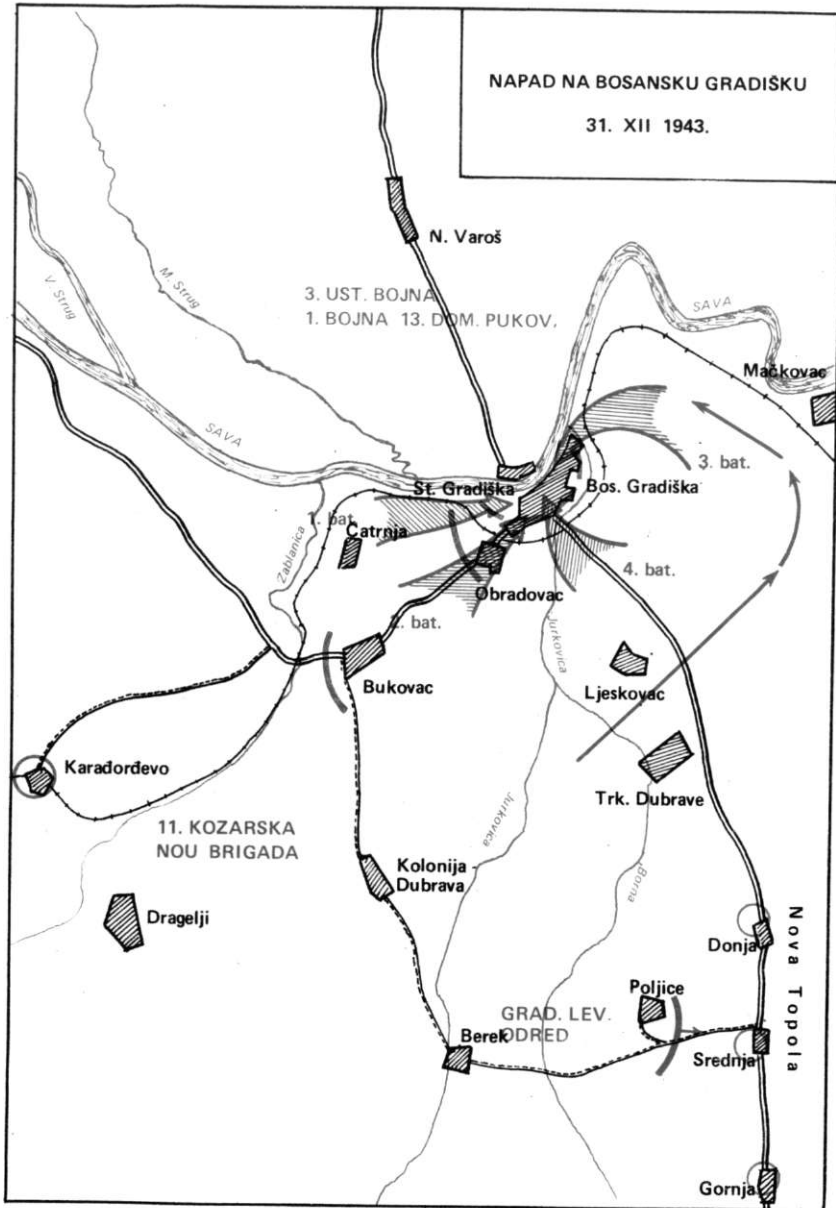 NAPAD NA BOSANSKU GRADIŠKU
31. XII 1943.
N. Varoš
V. Strug
M. Strug
3. UST. BOJNA
1. BOJNA 13. DOM. PUKOV.
SAVA
Mačkovac
SAVA
3. bat.
St. Gradiška
Bos. Gradiška
1. bat.
Čatrnja
Zablanica
4. bat.
Obradovac
2. bat.
Jurkovica
Bukovac
Ljeskovac
Karađorđevo
Trk. Dubrave
Jurkovica
11. KOZARSKA
NOU BRIGADA
Kolonija
Dubrava
Borna
Dragelji
Nova Topola
Donja
Poljice
GRAD. LEV.
ODRED
Berek
Srednja
Gornja